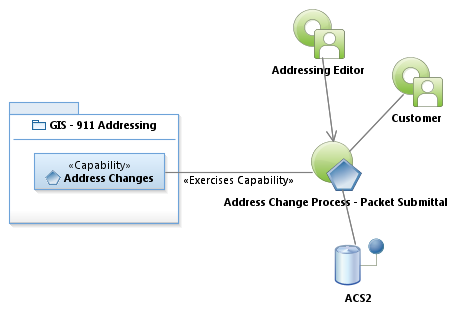 Addressing Editor
Customer
GIS - 911 Addressing
«Capability»
Address Changes
«Exercises Capability»
Address Change Process - Packet Submittal
ACS2